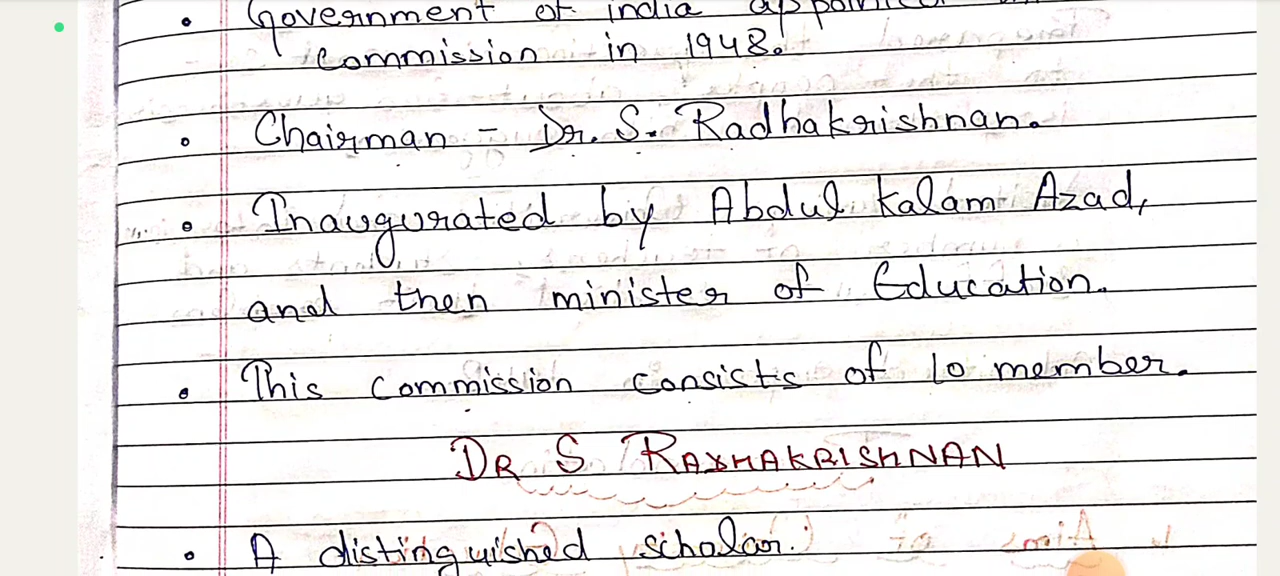 Government of india
Commission in 1948.
Chairman - Dr. S. Radhakrishnan.
Inaugurated by Abdul Kalam Azad,
and then minister of Education.
This Commission consists of 10 member.
DR S RADHAKRISHNAN
A distinguished scholar.